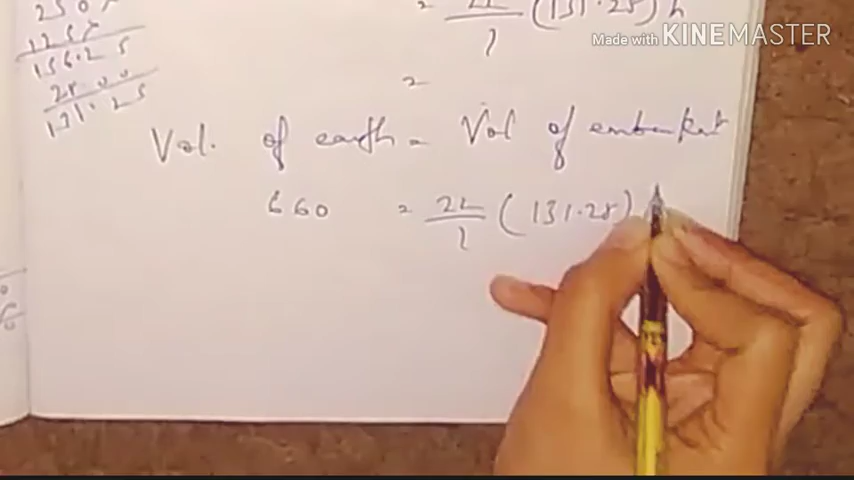 250
125
156.25
25.00
131.25
= 22/7 (131.25) h
Made with KINEMASTER
=
Vol. of earth = Vol of embankment
660 = 22/7 (131.25)